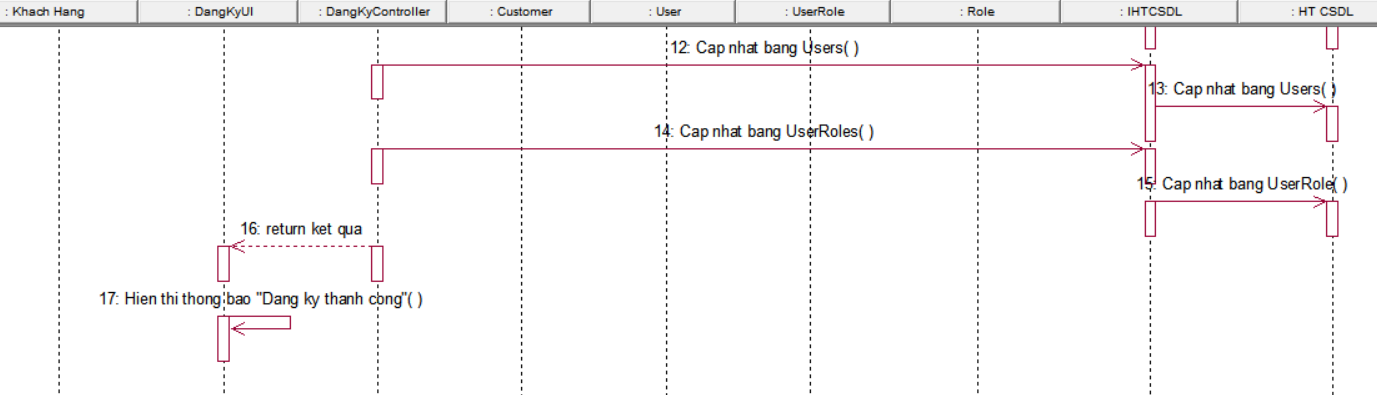 : Khach Hang
: DangKyUI
: DangKyController
: Customer
: User
: UserRole
: Role
: IHTCSDL
: HT CSDL
12: Cap nhat bang Users( )
13: Cap nhat bang Users( )
14: Cap nhat bang UserRoles( )
15: Cap nhat bang UserRole( )
16: return ket qua
17: Hien thi thong bao "Dang ky thanh cong"( )